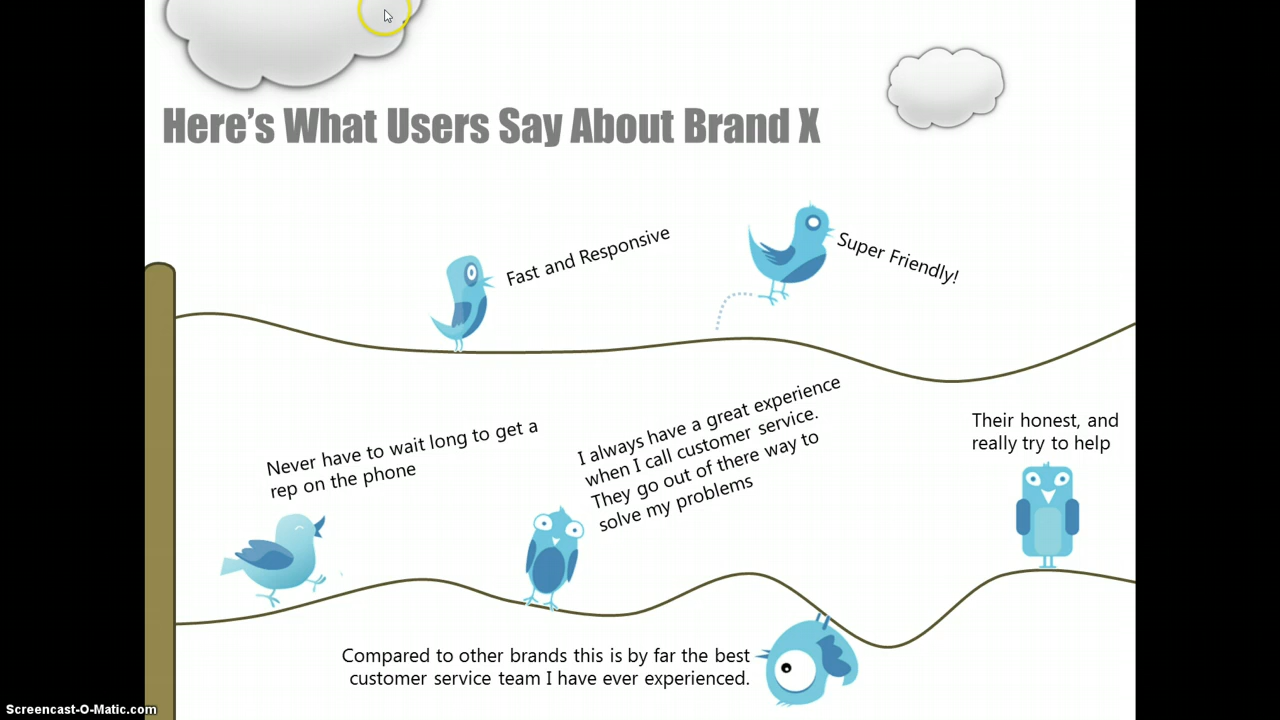 Here's What Users Say About Brand X
Fast and Responsive
Super Friendly!
Never have to wait long to get a
rep on the phone
I always have a great experience
when I call customer service.
They go out of there way to
solve my problems
Their honest, and
really try to help
Compared to other brands this is by far the best
customer service team I have ever experienced.
Screencast-O-Matic.com